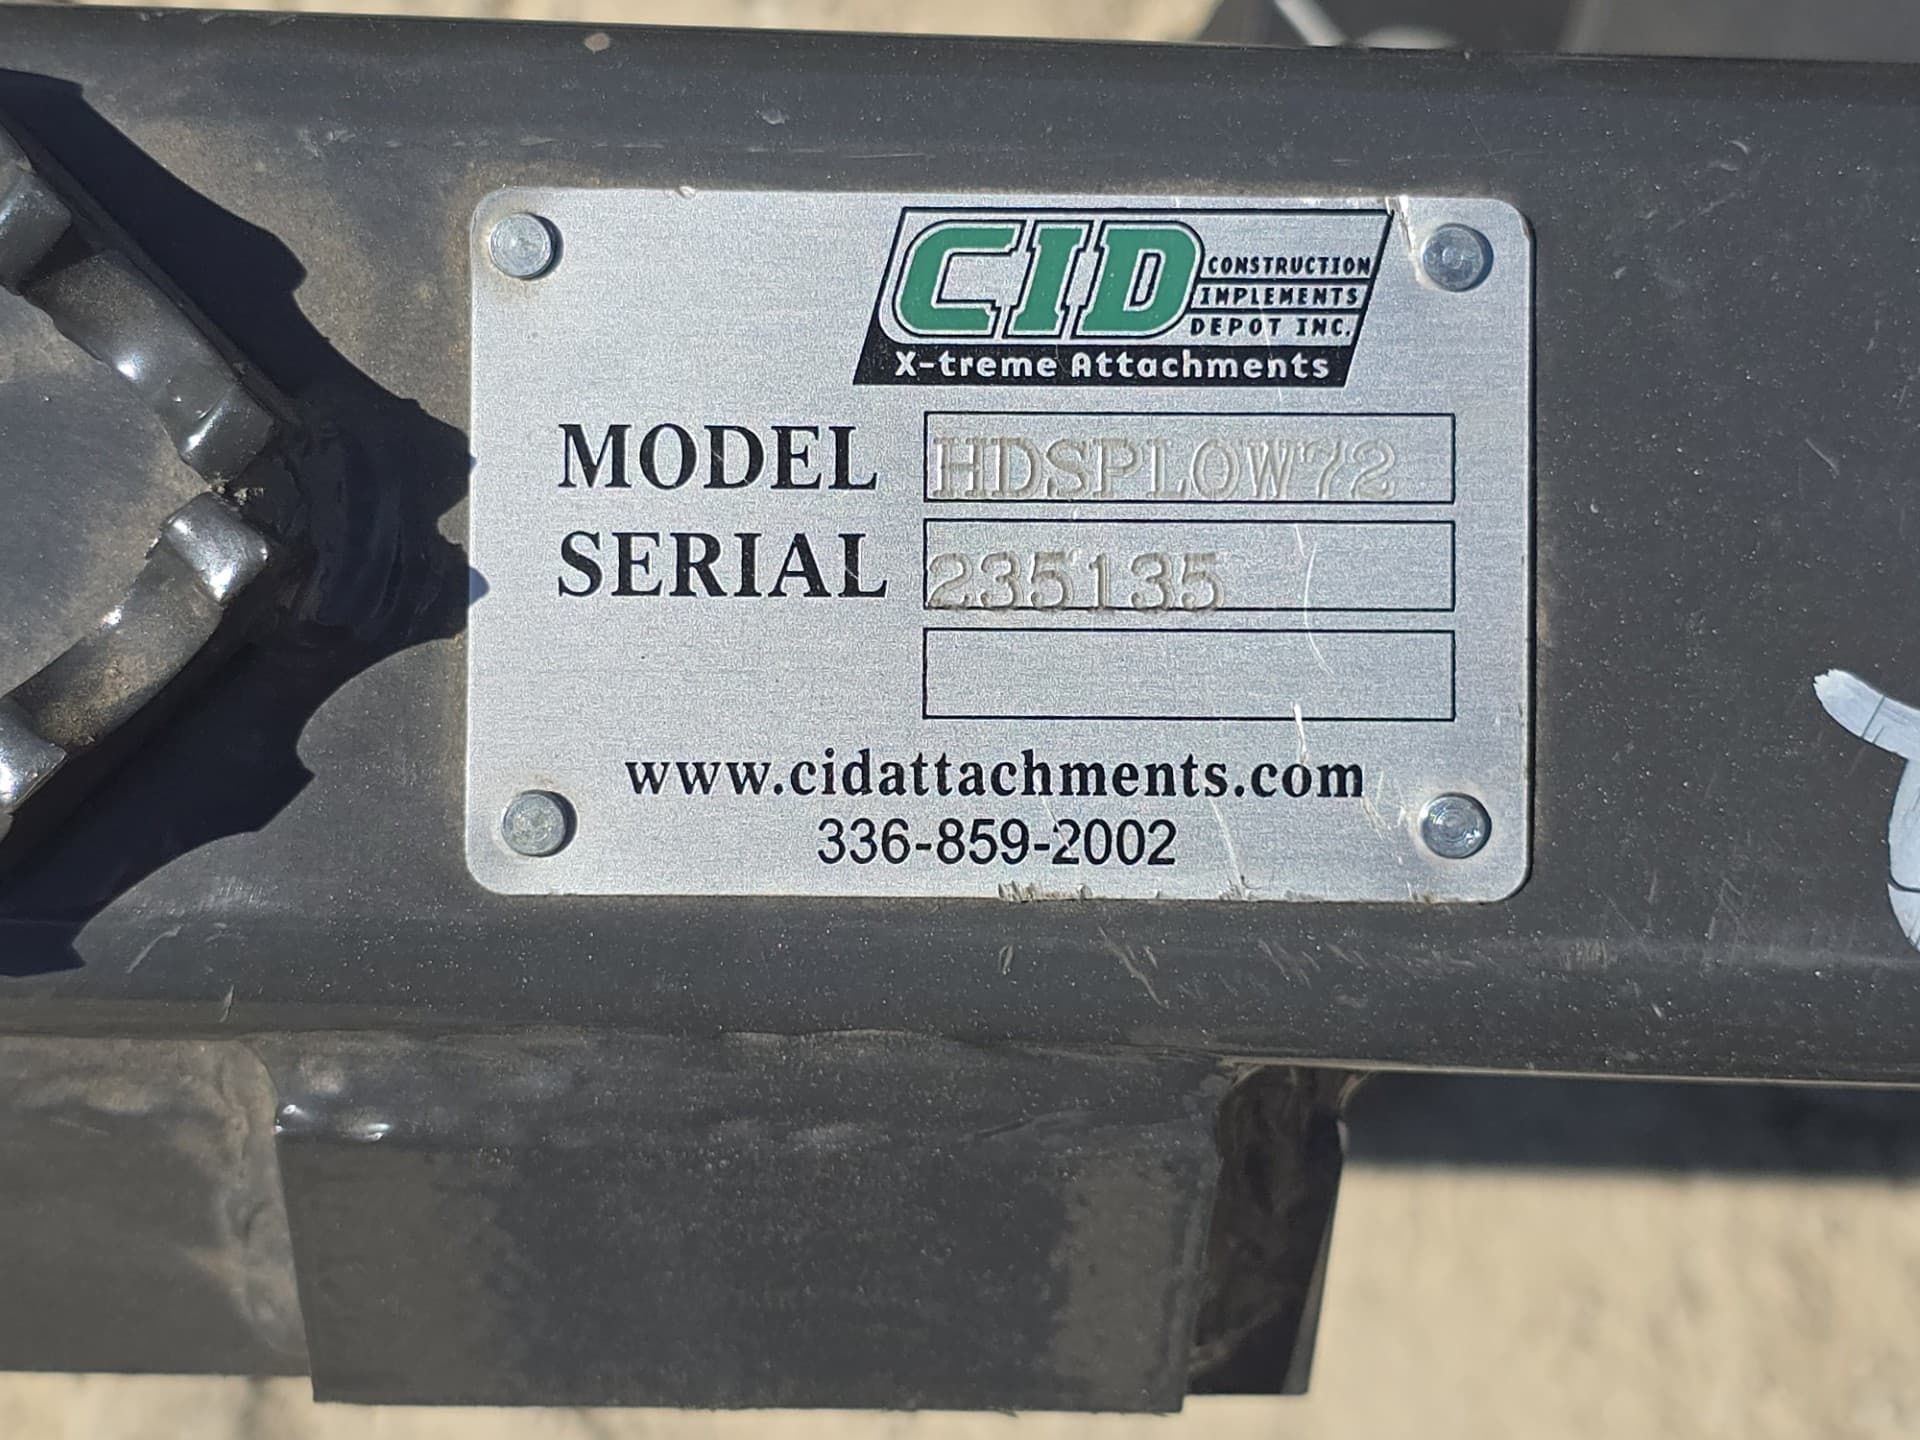 CID
CONSTRUCTION
IMPLEMENTS
DEPOT INC.
X-treme Attachments
MODEL HDSPLOW72
SERIAL 235135
www.cidattachments.com
336-859-2002